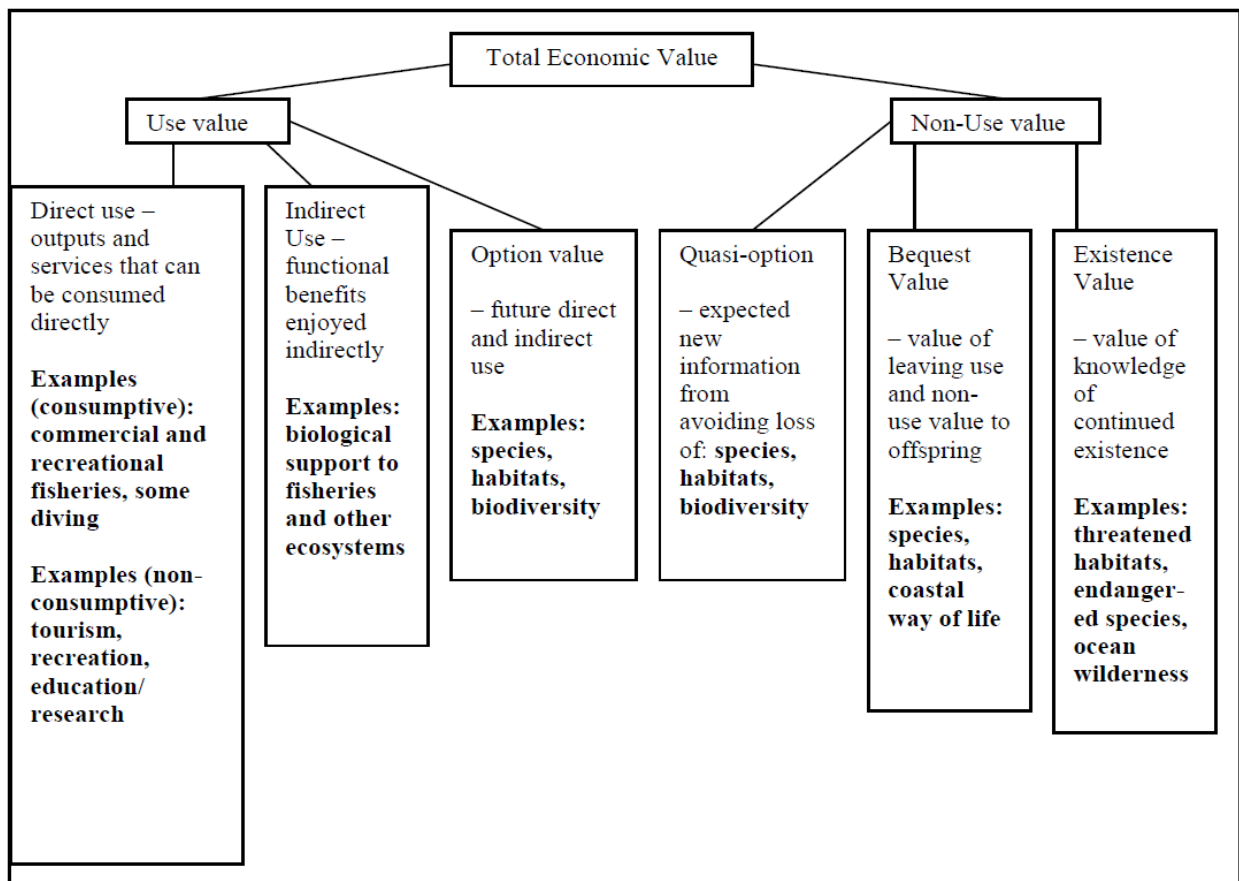 Total Economic Value
Use value
Non-Use value
Direct use –
outputs and
services that can
be consumed
directly
Examples
(consumptive):
commercial and
recreational
fisheries, some
diving
Examples (non-
consumptive):
tourism,
recreation,
education/
research
Indirect
Use –
functional
benefits
enjoyed
indirectly
Examples:
biological
support to
fisheries
and other
ecosystems
Option value
– future direct
and indirect
use
Examples:
species,
habitats,
biodiversity
Quasi-option
– expected
new
information
from
avoiding loss
of: species,
habitats,
biodiversity
Bequest
Value
– value of
leaving use
and non-
use value to
offspring
Examples:
species,
habitats,
coastal
way of life
Existence
Value
– value of
knowledge
of
continued
existence
Examples:
threatened
habitats,
endanger-
ed species,
ocean
wilderness